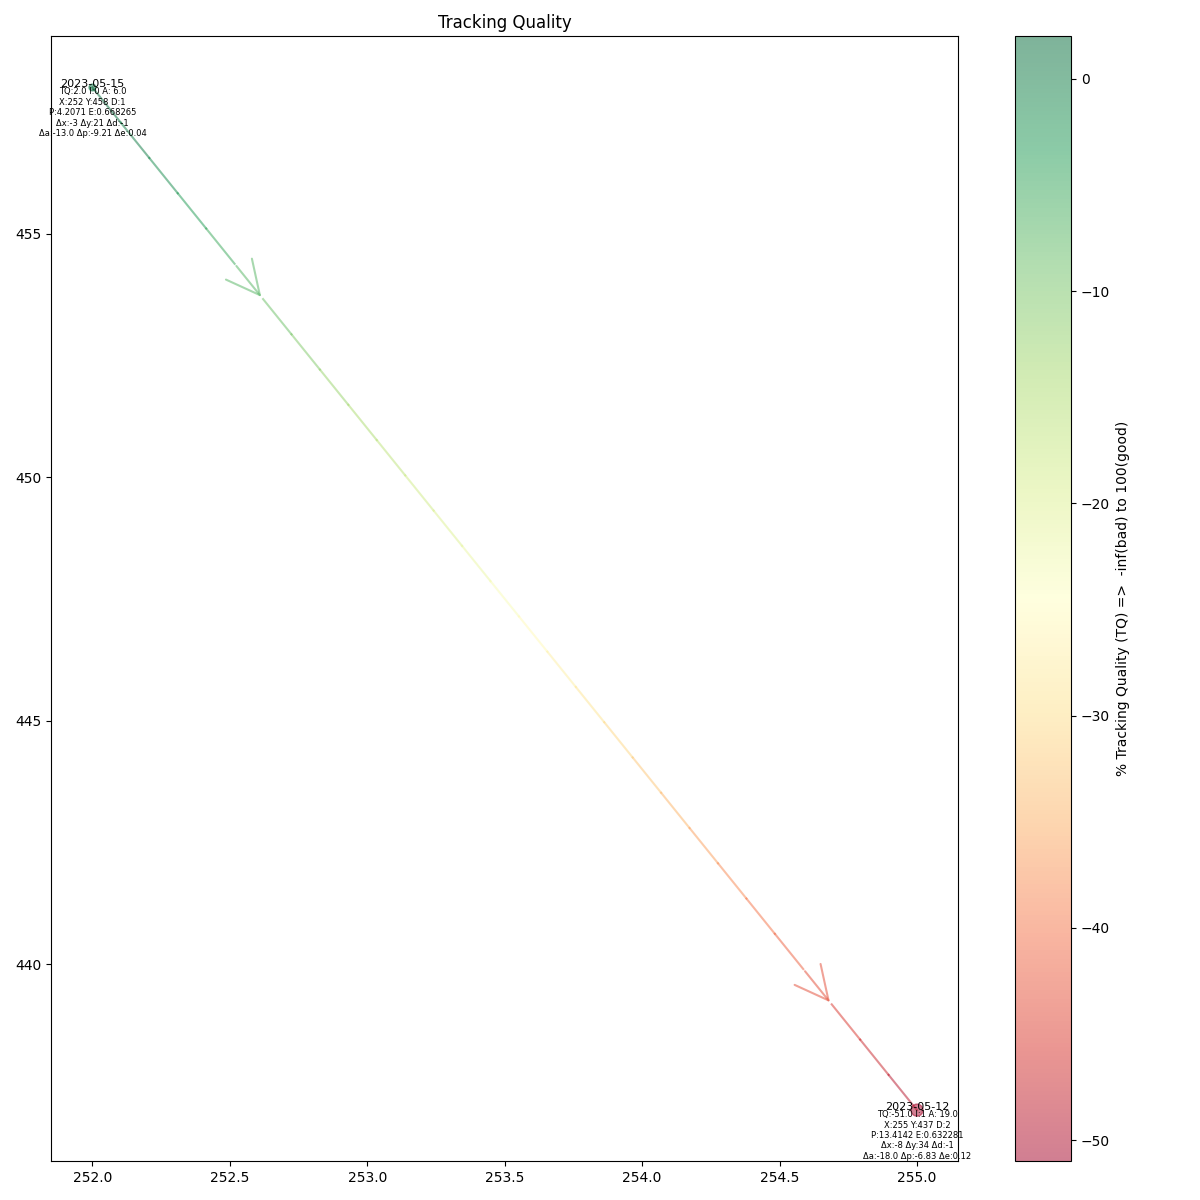 Tracking Quality
2023-05-15
TQ:2.0 A: 6.0
X:252 Y:458 D:1
P:4.2071 E:0.668265
Δx:-3 Δy:21 Δd:-1
Δa:-13.0 Δp:-9.21 Δe:0.04
455
450
445
440
252.0 252.5 253.0 253.5 254.0 254.5 255.0
2023-05-12
TQ:-51.0 A: 19.0
X:255 Y:437 D:2
P:13.4142 E:0.632281
Δx:-8 Δy:34 Δd:-1
Δa:-18.0 Δp:-6.83 Δe:0.12
0
−10
−20
−30
−40
−50
% Tracking Quality (TQ) => -inf(bad) to 100(good)